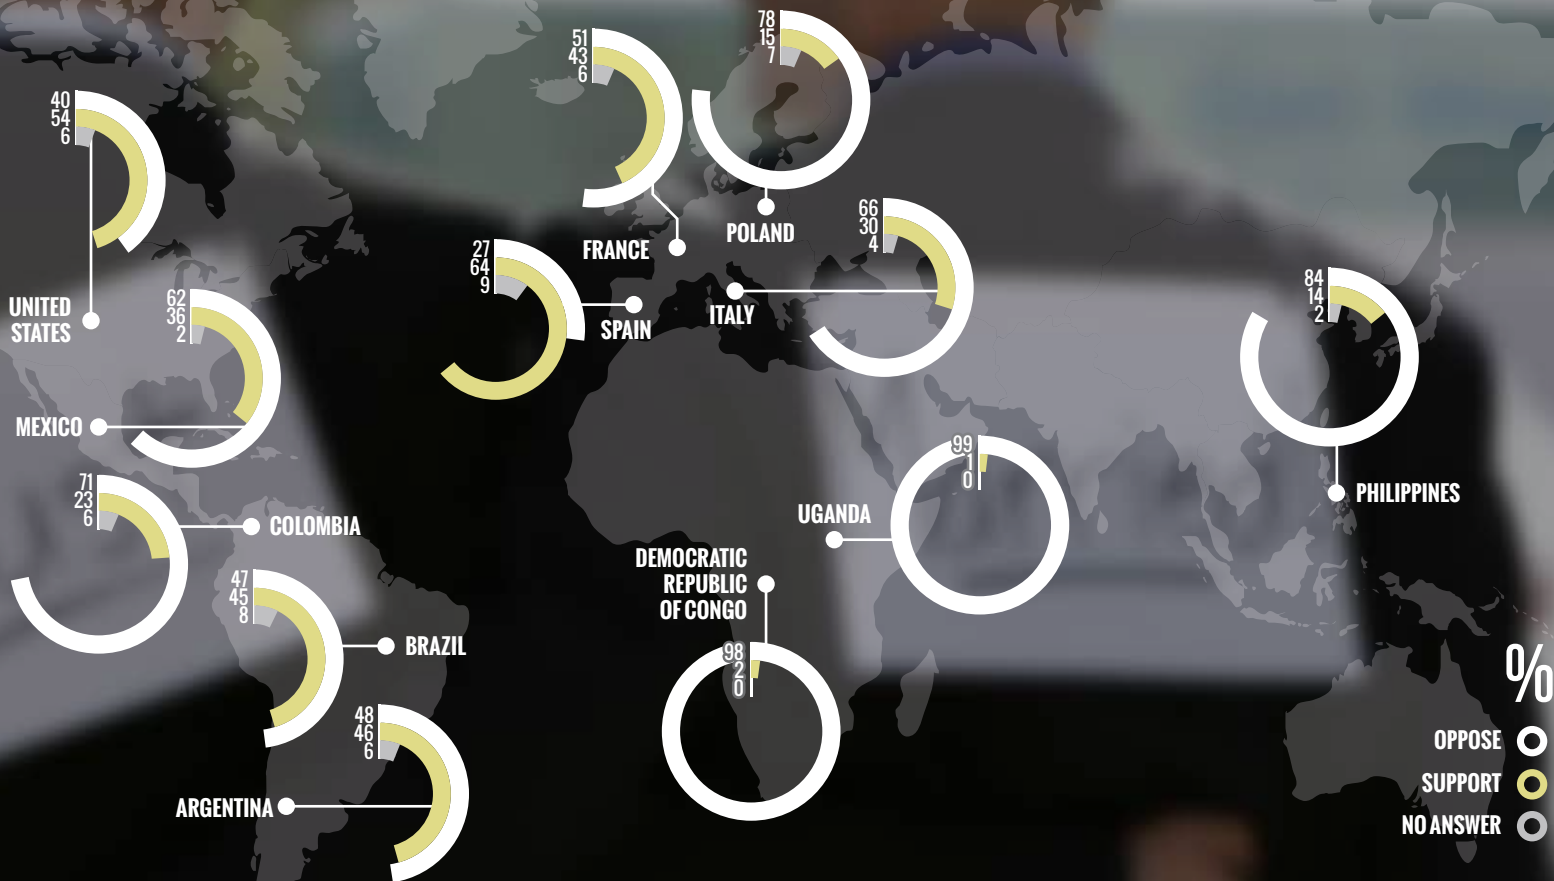 40
54
6
UNITED
STATES
62
36
2
MEXICO
71
23
6
COLOMBIA
47
45
8
BRAZIL
48
46
6
ARGENTINA
51
43
6
FRANCE
78
15
7
POLAND
27
64
9
SPAIN
66
30
4
ITALY
99
1
0
UGANDA
DEMOCRATIC
REPUBLIC
OF CONGO
98
2
0
84
14
2
PHILIPPINES
%
OPPOSE
SUPPORT
NO ANSWER